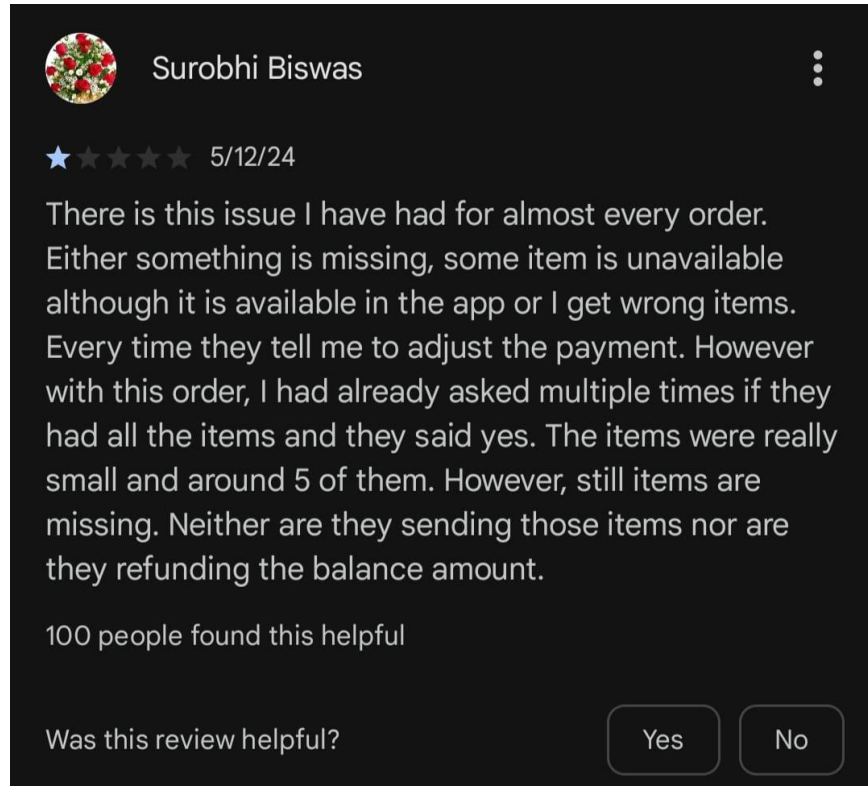 Surobhi Biswas
5/12/24
There is this issue I have had for almost every order.
Either something is missing, some item is unavailable
although it is available in the app or I get wrong items.
Every time they tell me to adjust the payment. However
with this order, I had already asked multiple times if they
had all the items and they said yes. The items were really
small and around 5 of them. However, still items are
missing. Neither are they sending those items nor are
they refunding the balance amount.
100 people found this helpful
Was this review helpful? Yes No